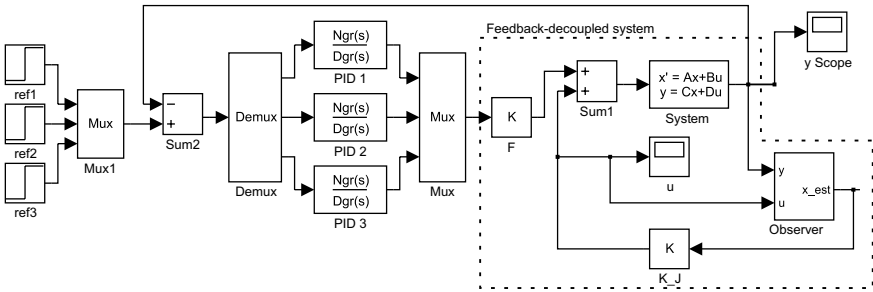 Feedback-decoupled system
ref1
ref2
ref3
Mux
Mux1
−
+
Sum2
Demux
Demux
Ngr(s)
Dgr(s)
PID 1
Ngr(s)
Dgr(s)
PID 2
Ngr(s)
Dgr(s)
PID 3
Mux
Mux
K
F
+
+
Sum1
x' = Ax+Bu
y = Cx+Du
System
y Scope
u
y
u
x_est
Observer
K
K_J